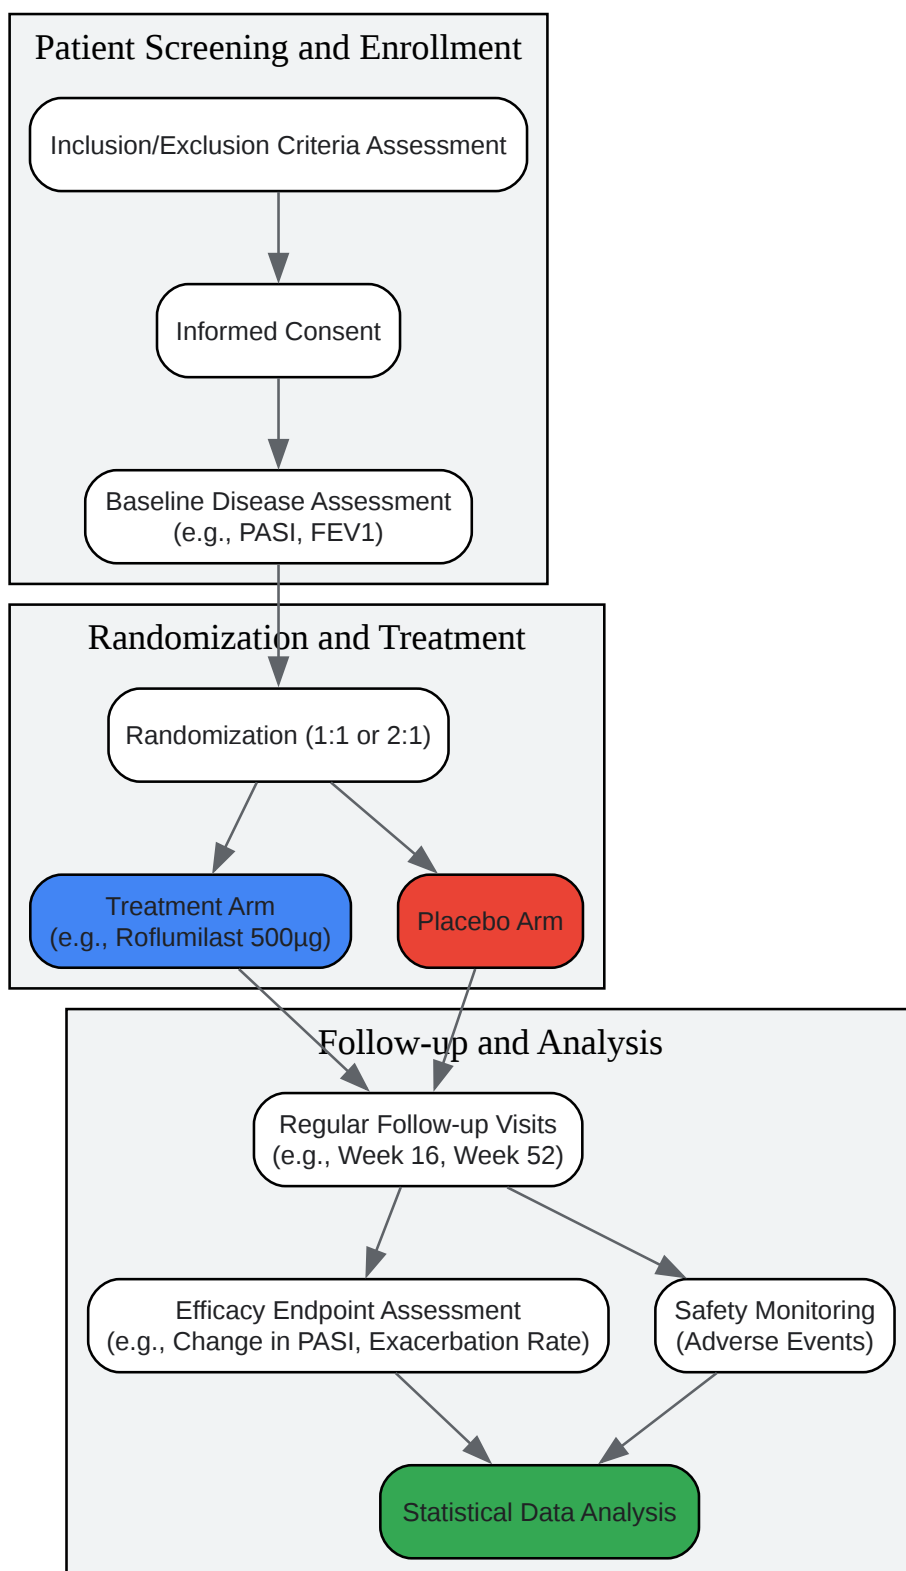 Patient Screening and Enrollment
Inclusion/Exclusion Criteria Assessment
Informed Consent
Baseline Disease Assessment
(e.g., PASI, FEV1)
Randomization and Treatment
Randomization (1:1 or 2:1)
Treatment Arm
(e.g., Roflumilast 500µg)
Placebo Arm
Follow-up and Analysis
Regular Follow-up Visits
(e.g., Week 16, Week 52)
Efficacy Endpoint Assessment
(e.g., Change in PASI, Exacerbation Rate)
Safety Monitoring
(Adverse Events)
Statistical Data Analysis